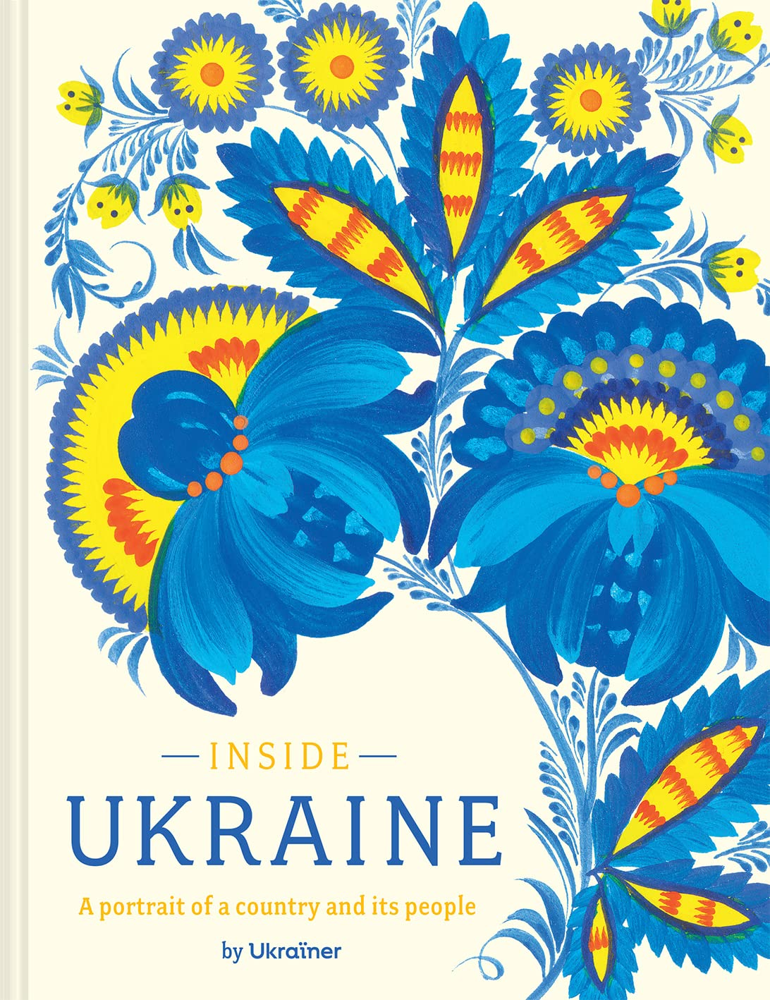 — INSIDE —
UKRAINE
A portrait of a country and its people
by Ukraïner